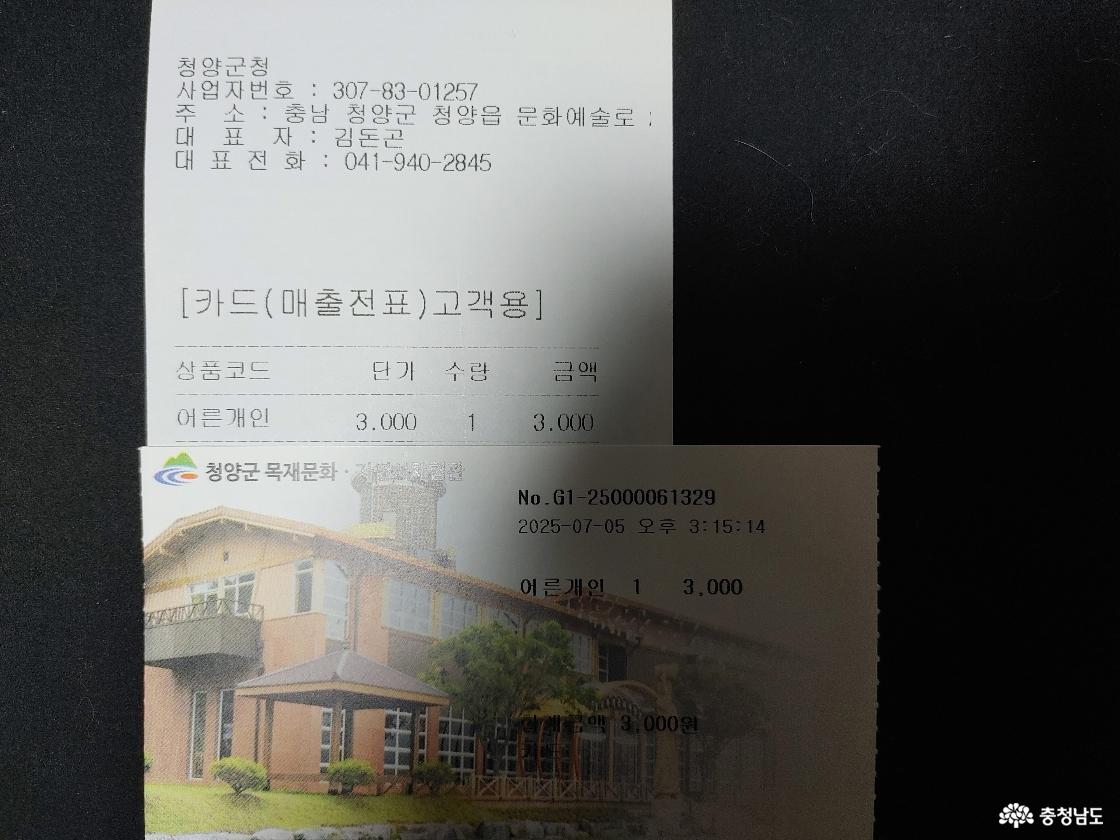 청양군청
사업자번호 : 307-83-01257
주 소 : 충남 청양군 청양읍 문화예술로
대 표 자 : 김돈곤
대 표 전 화 : 041-940-2845
[카드(매출전표)고객용]
상품코드 단가 수량 금액
어른개인 3.000 1 3.000
청양군 목재문화 ·
No.G1-25000061329
2025-07-05 오후 3:15:14
어른개인 1 3,000
합계금액 3,000원
충청남도